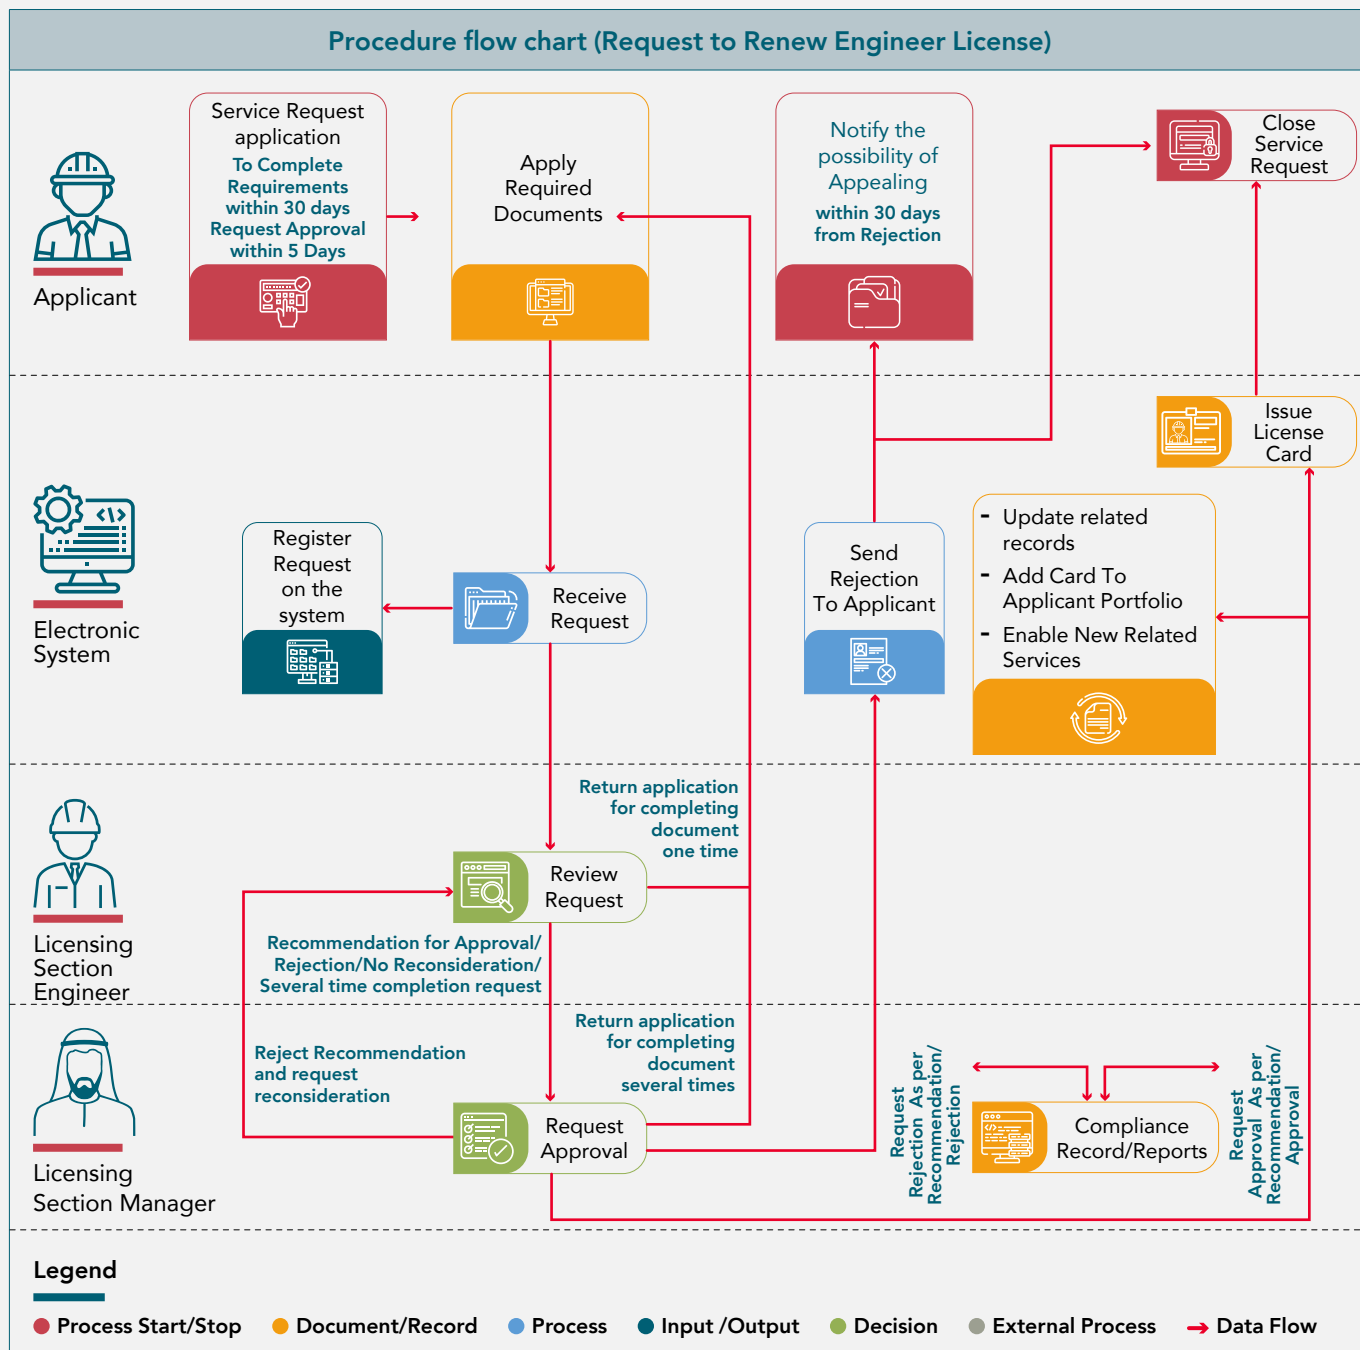 Procedure flow chart (Request to Renew Engineer License)
Applicant
Service Request
application
To Complete
Requirements
within 30 days
Request Approval
within 5 Days
Apply
Required
Documents
Notify the
possibility of
Appealing
within 30 days
from Rejection
Close
Service
Request
Electronic
System
Register
Request
on the
system
Receive
Request
Send
Rejection
To Applicant
- Update related
records
- Add Card To
Applicant Portfolio
- Enable New Related
Services
Issue
License
Card
Licensing
Section
Engineer
Return application
for completing
document
one time
Review
Request
Recommendation for Approval/
Rejection/No Reconsideration/
Several time completion request
Licensing
Section Manager
Reject Recommendation
and request
reconsideration
Return application
for completing
document
several times
Request
Approval
Request
Rejection As per
Recommendation/
Rejection
Compliance
Record/Reports
Request
Approval As per
Recommendation/
Approval
Legend
Process Start/Stop
Document/Record
Process
Input /Output
Decision
External Process
Data Flow